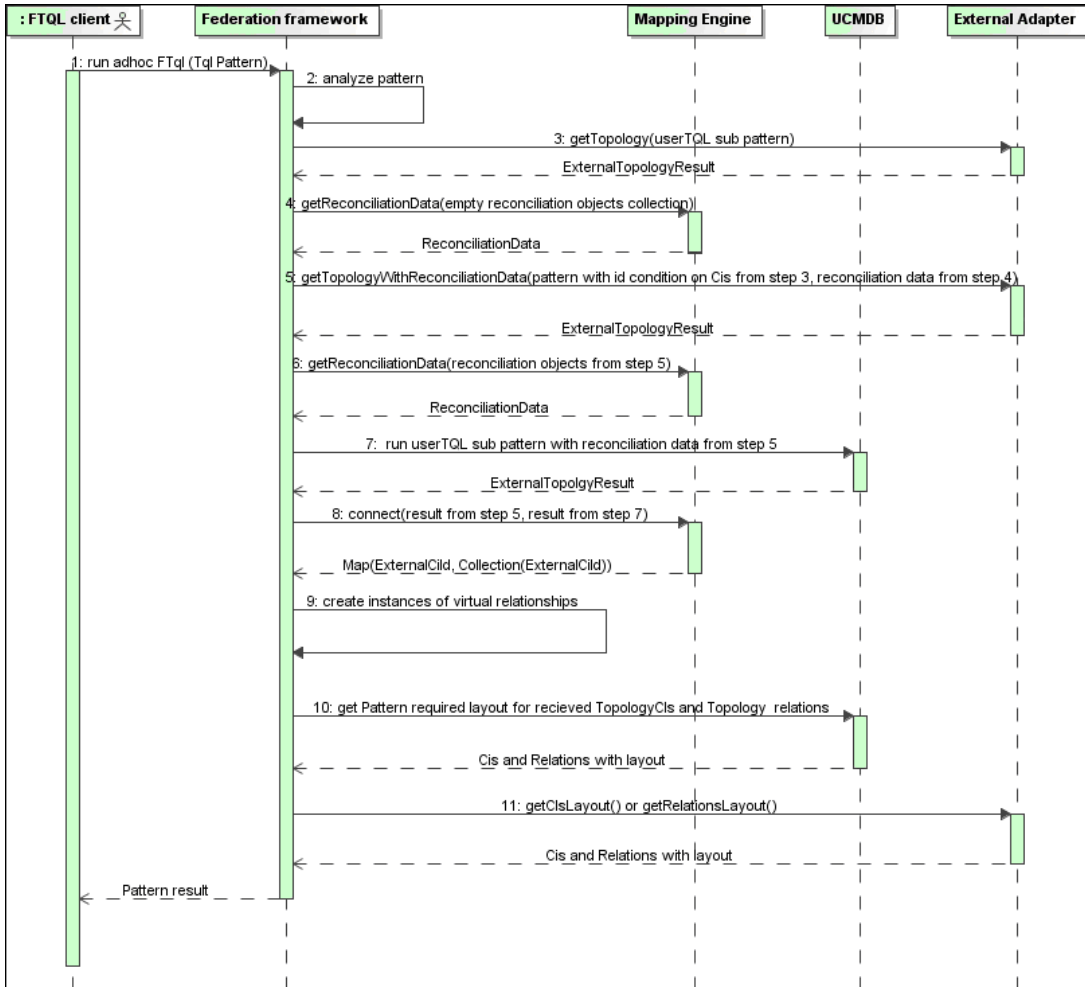 : FTQL client
Federation framework
Mapping Engine
UCMDB
External Adapter
1: run adhoc FTql (Tql Pattern)
2: analyze pattern
3: getTopology(userTQL sub pattern)
ExternalTopologyResult
4: getReconciliationData(empty reconciliation objects collection)
ReconciliationData
5: getTopologyWithReconciliationData(pattern with id condition on Cis from step 3, reconciliation data from step 4)
ExternalTopologyResult
6: getReconciliationData(reconciliation objects from step 5)
ReconciliationData
7: run userTQL sub pattern with reconciliation data from step 5
ExternalTopolgyResult
8: connect(result from step 5, result from step 7)
Map(ExternalCiId, Collection(ExternalCiId))
9: create instances of virtual relationships
10: get Pattern required layout for recieved TopologyCIs and Topology relations
Cis and Relations with layout
11: getCIsLayout() or getRelationsLayout()
Cis and Relations with layout
Pattern result